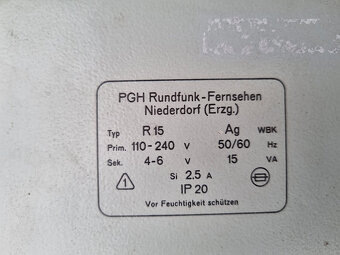 PGH Rundfunk-Fernsehen
Niederdorf (Erzg.)
Typ R 15 Ag WBK
Prim. 110-240 V 50/60 Hz
Sek. 4-6 V 15 VA
Si 2.5 A
1
IP 20
Vor Feuchtigkeit schützen